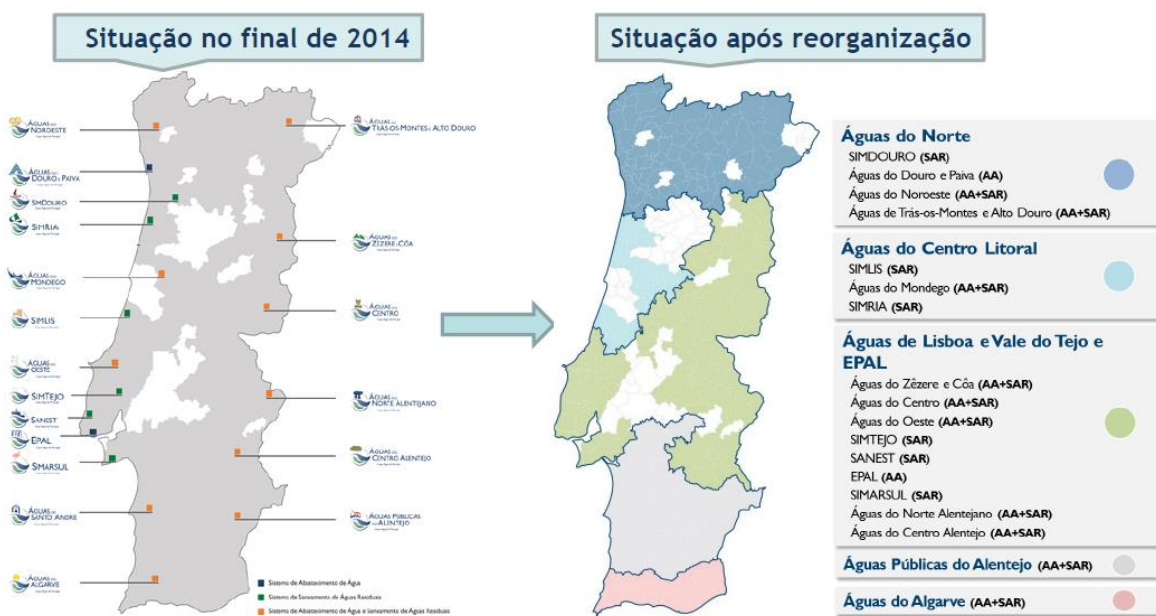 Situação no final de 2014
Situação após reorganização
ÁGUAS DO
NOROESTE
ÁGUAS DO
DOURO E PAIVA
SIMDOURO
SIMRIA
ÁGUAS DO
MONDEGO
SIMLIS
ÁGUAS DO
OESTE
SIMTEJO
SANEST
EPAL
SIMARSUL
ÁGUAS DE
SANTO ANDRÉ
ÁGUAS DO
ALGARVE
ÁGUAS DE
TRÁS-OS-MONTES E ALTO DOURO
ÁGUAS DO
ZÊZERE-CÔA
ÁGUAS DO
CENTRO
ÁGUAS DO
NORTE ALENTEJANO
ÁGUAS DO
CENTRO ALENTEJO
ÁGUAS PÚBLICAS
DO ALENTEJO
Sistema de Abastecimento de Água
Sistema de Saneamento de Águas Residuais
Sistema de Abastecimento de Água e Saneamento de Águas Residuais
Águas do Norte
SIMDOURO (SAR)
Águas do Douro e Paiva (AA)
Águas do Noroeste (AA+SAR)
Águas de Trás-os-Montes e Alto Douro (AA+SAR)
Águas do Centro Litoral
SIMLIS (SAR)
Águas do Mondego (AA+SAR)
SIMRIA (SAR)
Águas de Lisboa e Vale do Tejo e
EPAL
Águas do Zêzere e Côa (AA+SAR)
Águas do Centro (AA+SAR)
Águas do Oeste (AA+SAR)
SIMTEJO (SAR)
SANEST (SAR)
EPAL (AA)
SIMARSUL (SAR)
Águas do Norte Alentejano (AA+SAR)
Águas do Centro Alentejo (AA+SAR)
Águas Públicas do Alentejo (AA+SAR)
Águas do Algarve (AA+SAR)